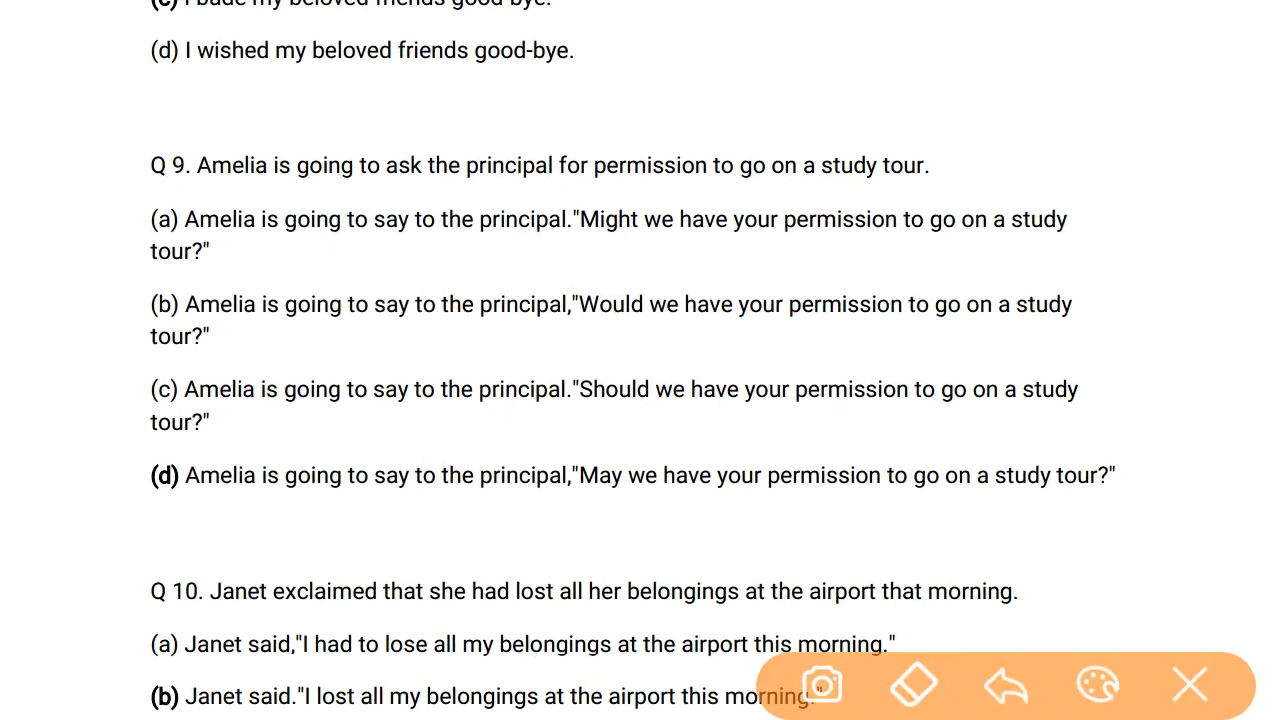 (c) I bade my beloved friends good-bye.
(d) I wished my beloved friends good-bye.
Q 9. Amelia is going to ask the principal for permission to go on a study tour.
(a) Amelia is going to say to the principal."Might we have your permission to go on a study
tour?"
(b) Amelia is going to say to the principal,"Would we have your permission to go on a study
tour?"
(c) Amelia is going to say to the principal."Should we have your permission to go on a study
tour?"
(d) Amelia is going to say to the principal,"May we have your permission to go on a study tour?"
Q 10. Janet exclaimed that she had lost all her belongings at the airport that morning.
(a) Janet said,"I had to lose all my belongings at the airport this morning."
(b) Janet said."I lost all my belongings at the airport this morning."